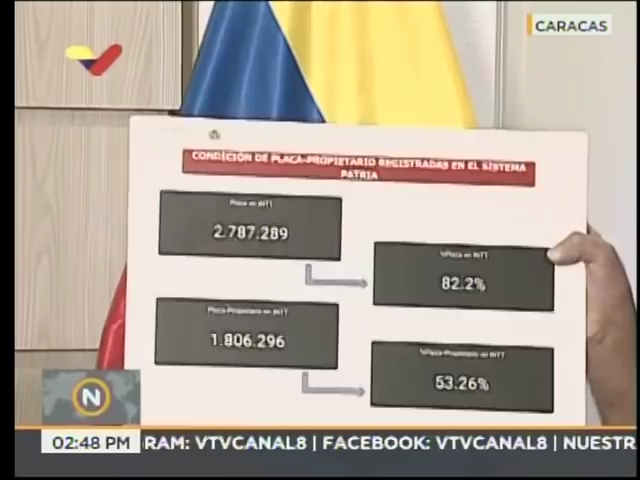 CARACAS
CONDICIÓN DE PLACA-PROPIETARIO REGISTRADAS EN EL SISTEMA
PATRIA
Placa en INTT
2.787.289
%Placa en INTT
82.2%
Placa-Propietario en INTT
1.806.296
%Placa-Propietario en INTT
53.26%
N
02:48 PM
RAM: VTVCANAL8 | FACEBOOK: VTVCANAL8 | NUESTR